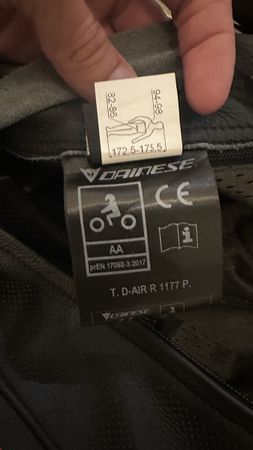 82-86
94-98
172.5-175.5
DAINESE
CE
AA
prEN 17092-3:2017
i
T. D-AIR R 1177 P.